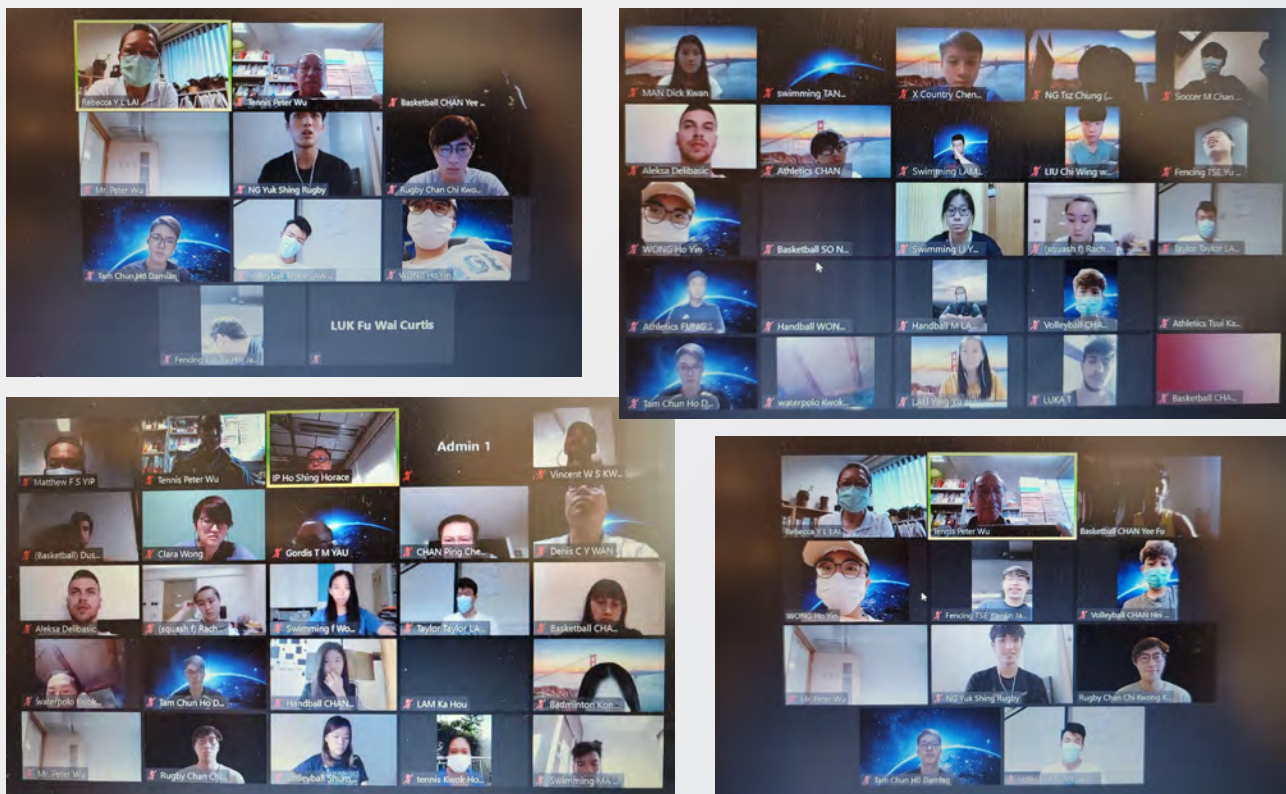 Rebecca Y L LAI
Tennis Peter Wu
Basketball CHAN Yee ...
Mr. Peter Wu
NG Yuk Shing Rugby
Rugby Chan Chi Kwo...
Tam Chun Ho Damian
Volleyball Taylor LAW...
WONG Ho Yin
Fencing
LUK Fu Wai Curtis
MAN Dick Kwan
swimming TAN...
X Country Chen...
NG Tsz Chung (...
Soccer M Chan ...
Aleksa Delibasic
Athletics CHAN
Swimming LAM...
LIU Chi Wing w...
Fencing TSE Yu ...
WONG Ho Yin
Basketball SO N...
Swimming LI Y...
(squash f) Rach...
Taylor Taylor LA...
Athletics FUNG
Handball WON...
Handball M LA...
Volleyball CHA...
Athletics Tsui Ka...
Tam Chun Ho D...
waterpolo Kwok...
LAU Ying Yu
LUKA T
Basketball CHA...
Matthew F S YIP
Tennis Peter Wu
IP Ho Shing Horace
Admin 1
Vincent W S KW...
(Basketball) Dus...
Clara Wong
Gordis T M YAU
CHAN Ping Che...
Denis C Y WAN
Aleksa Delibasic
(squash f) Rach...
Swimming f Wo...
Taylor Taylor LA...
Basketball CHA...
waterpolo Kwok...
Tam Chun Ho D...
Handball CHAN...
LAM Ka Hou
Badminton Kon...
Mr. Peter Wu
Rugby Chan Chi...
Volleyball Shum...
tennis Kwok Ho...
Swimming MA...
Rebecca Y L LAI
Tennis Peter Wu
Basketball CHAN Yee Fu
WONG Ho Yin
Fencing TSE Yu Hin Ja...
Volleyball CHAN Hei ...
Mr. Peter Wu
NG Yuk Shing Rugby
Rugby Chan Chi Kwong K...
Tam Chun Ho Damian
Volleyball